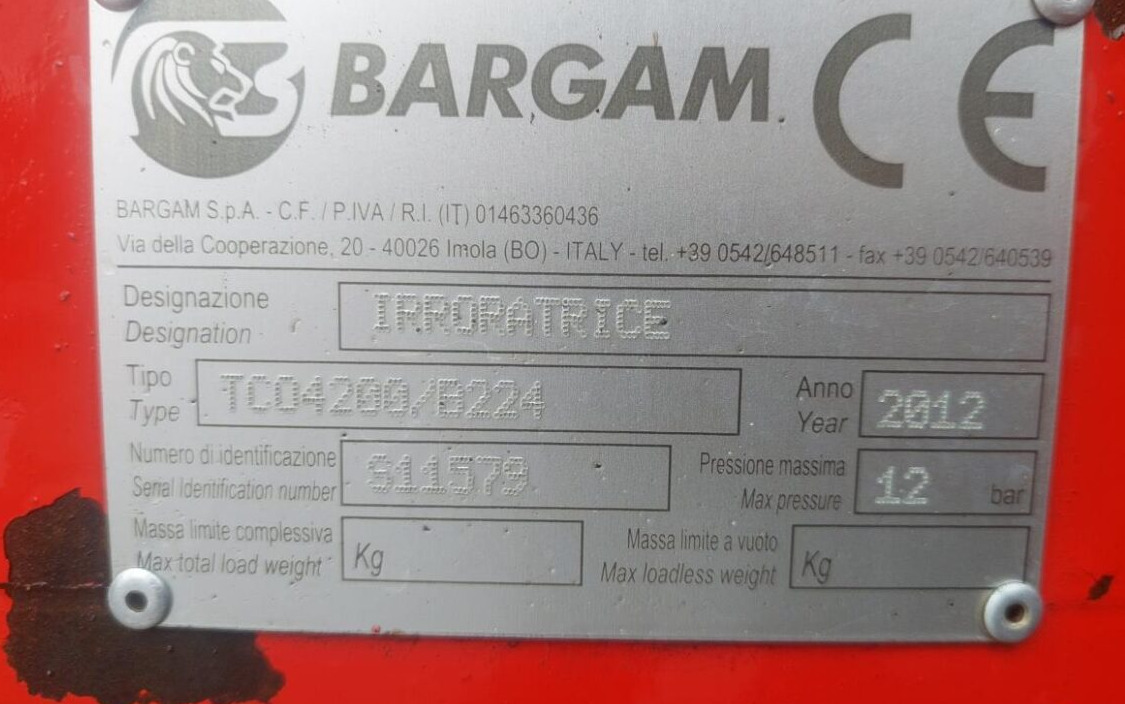 BARGAM CE
BARGAM S.p.A. - C.F. / P.IVA / R.I. (IT) 01463360436
Via della Cooperazione, 20 - 40026 Imola (BO) - ITALY - tel. +39 0542/648511 - fax +39 0542/640539
Designazione
Designation
IRRORATRICE
Tipo
Type
TCO4200/B224
Anno
Year
2012
Numero di identificazione
Serial Identification number
S11579
Pressione massima
Max pressure
12 bar
Massa limite complessiva
Max total load weight
Kg
Massa limite a vuoto
Max loadless weight
Kg